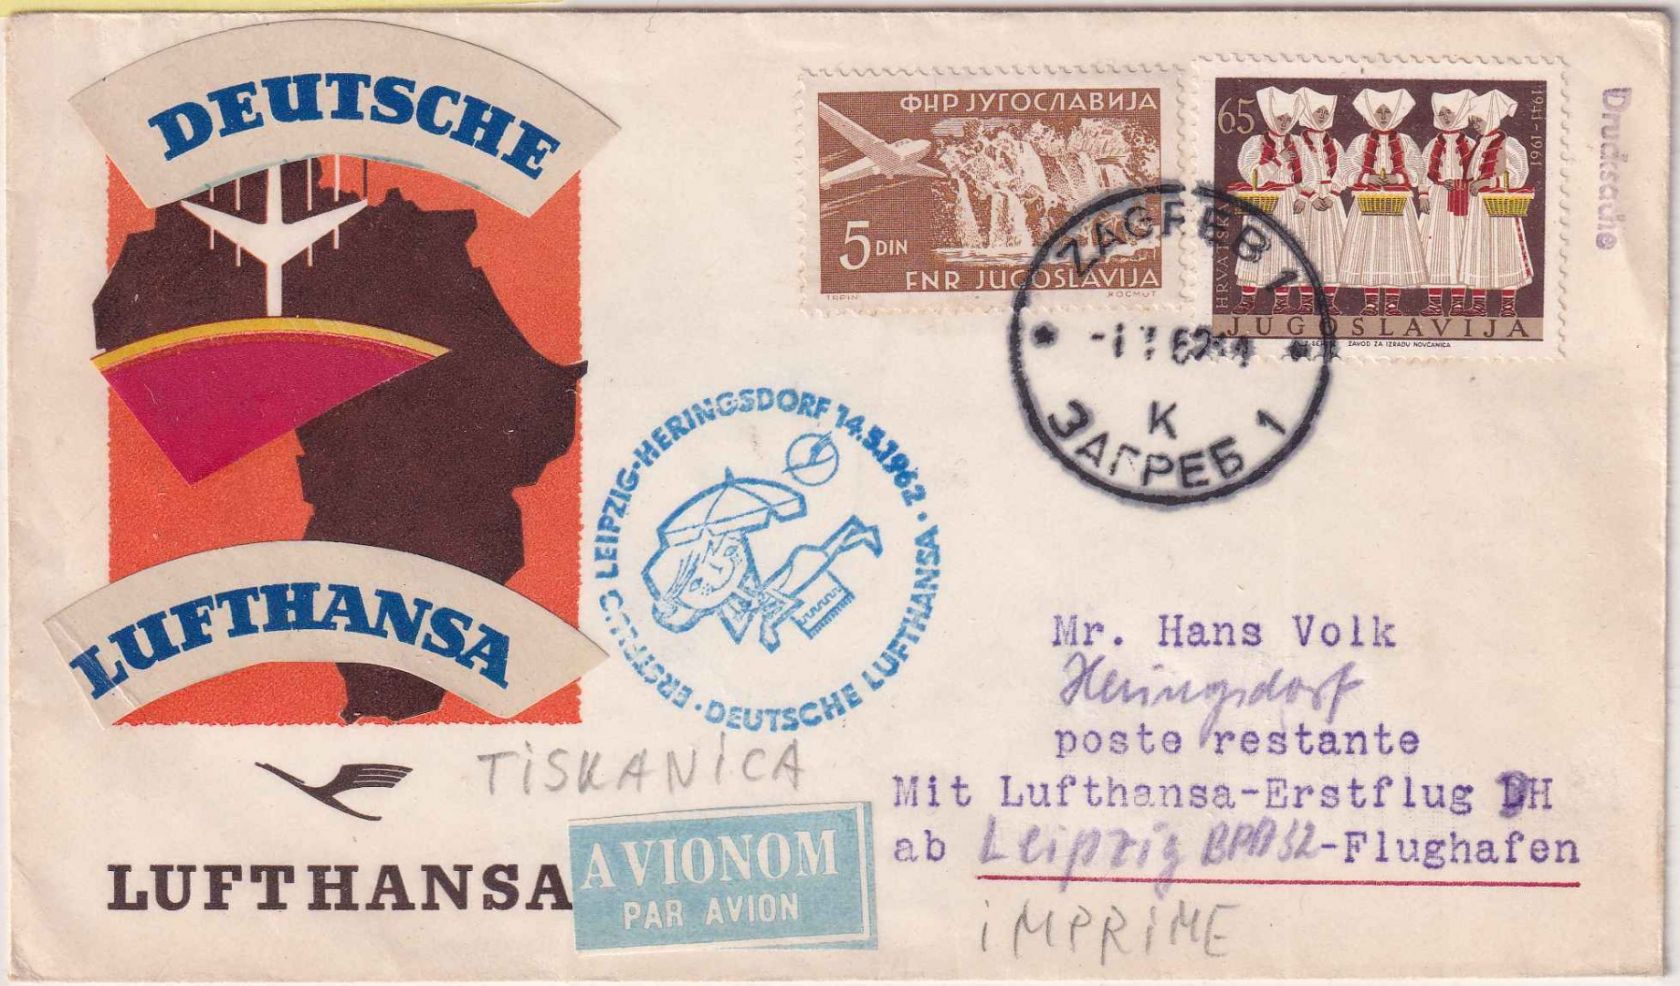 DEUTSCHE
LUFTHANSA
LUFTHANSA
ФНР ЈУГОСЛАВИЈА
5 DIN
FNR JUGOSLAVIJA
65
1941-1961
HRVATSKA
JUGOSLAVIJA
ZAVOD ZA IZRADU NOVČANICA
Drucksache
ZAGREB 1
K
ЗАГРЕБ 1
LEIPZIG-HERINGSDORF 14.5.1962 · DEUTSCHE LUFTHANSA ·
TiSKANiCA
AVIONOM
PAR AVION
Mr. Hans Volk
Heringsdorf
poste restante
Mit Lufthansa-Erstflug DH
ab Leipzig -Flughafen
iMPRiME